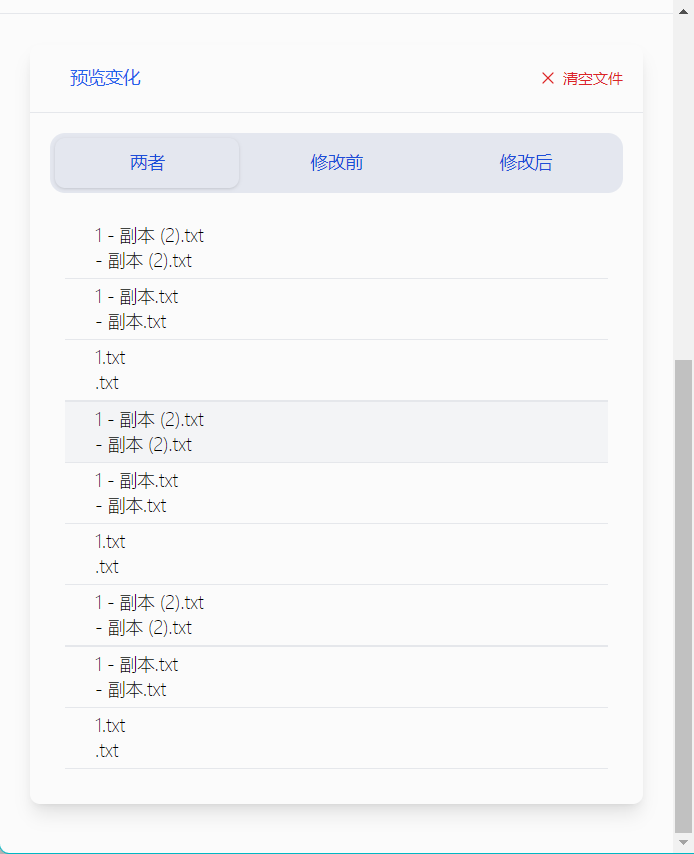 预览变化
× 清空文件
两者
修改前
修改后
1 - 副本 (2).txt
- 副本 (2).txt
1 - 副本.txt
- 副本.txt
1.txt
.txt
1 - 副本 (2).txt
- 副本 (2).txt
1 - 副本.txt
- 副本.txt
1.txt
.txt
1 - 副本 (2).txt
- 副本 (2).txt
1 - 副本.txt
- 副本.txt
1.txt
.txt